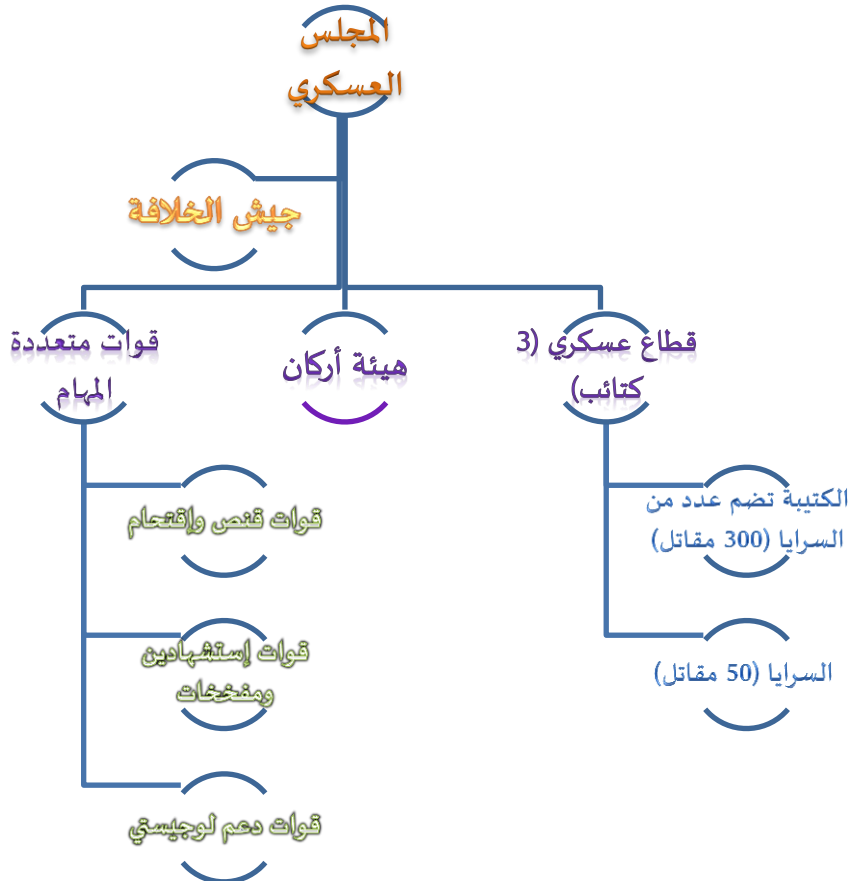 المجلس
العسكري
جيش الخلافة
قطاع عسكري (3
كتائب)
هيئة أركان
قوات متعددة
المهام
الكتيبة تضم عدد من
السرايا (300 مقاتل)
السرايا (50 مقاتل)
قوات قنص وإقتحام
قوات إستشهادين
ومفخخات
قوات دعم لوجيستي